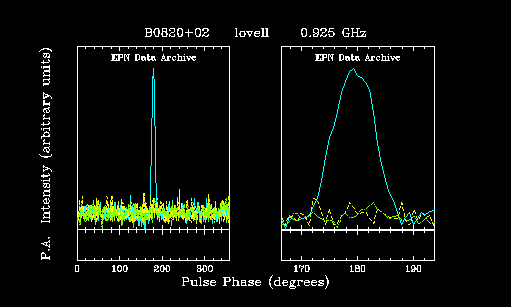 B0820+02 lovell 0.925 GHz
EPN Data Archive EPN Data Archive
P.A. Intensity (arbitrary units)
0 100 200 300 170 180 190
Pulse Phase (degrees)